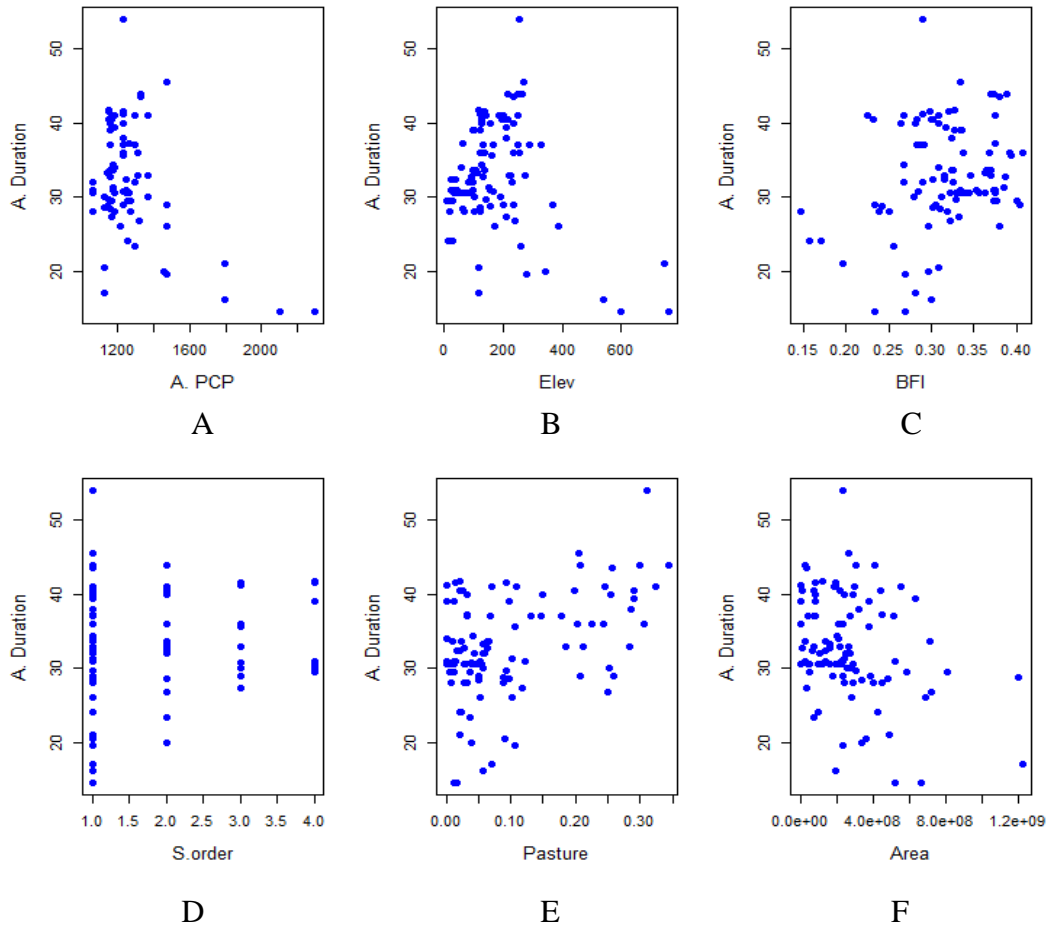 A. Duration
50
40
30
20
1200 1600 2000
A. PCP
A
A. Duration
50
40
30
20
0 200 400 600
Elev
B
A. Duration
50
40
30
20
0.15 0.20 0.25 0.30 0.35 0.40
BFI
C
A. Duration
50
40
30
20
1.0 1.5 2.0 2.5 3.0 3.5 4.0
S.order
D
A. Duration
50
40
30
20
0.00 0.10 0.20 0.30
Pasture
E
A. Duration
50
40
30
20
0.0e+00 4.0e+08 8.0e+08 1.2e+09
Area
F